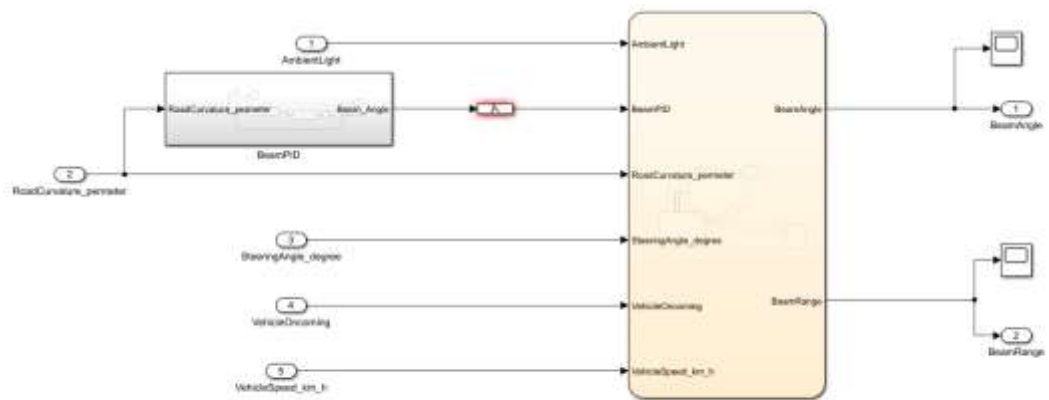 1
AmbientLight
AmbientLight
RoadCurvature_permeter
Beam_Angle
BeamPID
BeamAngle
1
BeamAngle
BeamPID
2
RoadCurvature_permeter
RoadCurvature_permeter
3
SteeringAngle_degree
SteeringAngle_degree
4
VehicleOncoming
VehicleOncoming
BeamRange
2
BeamRange
5
VehicleSpeed_km_h
VehicleSpeed_km_h